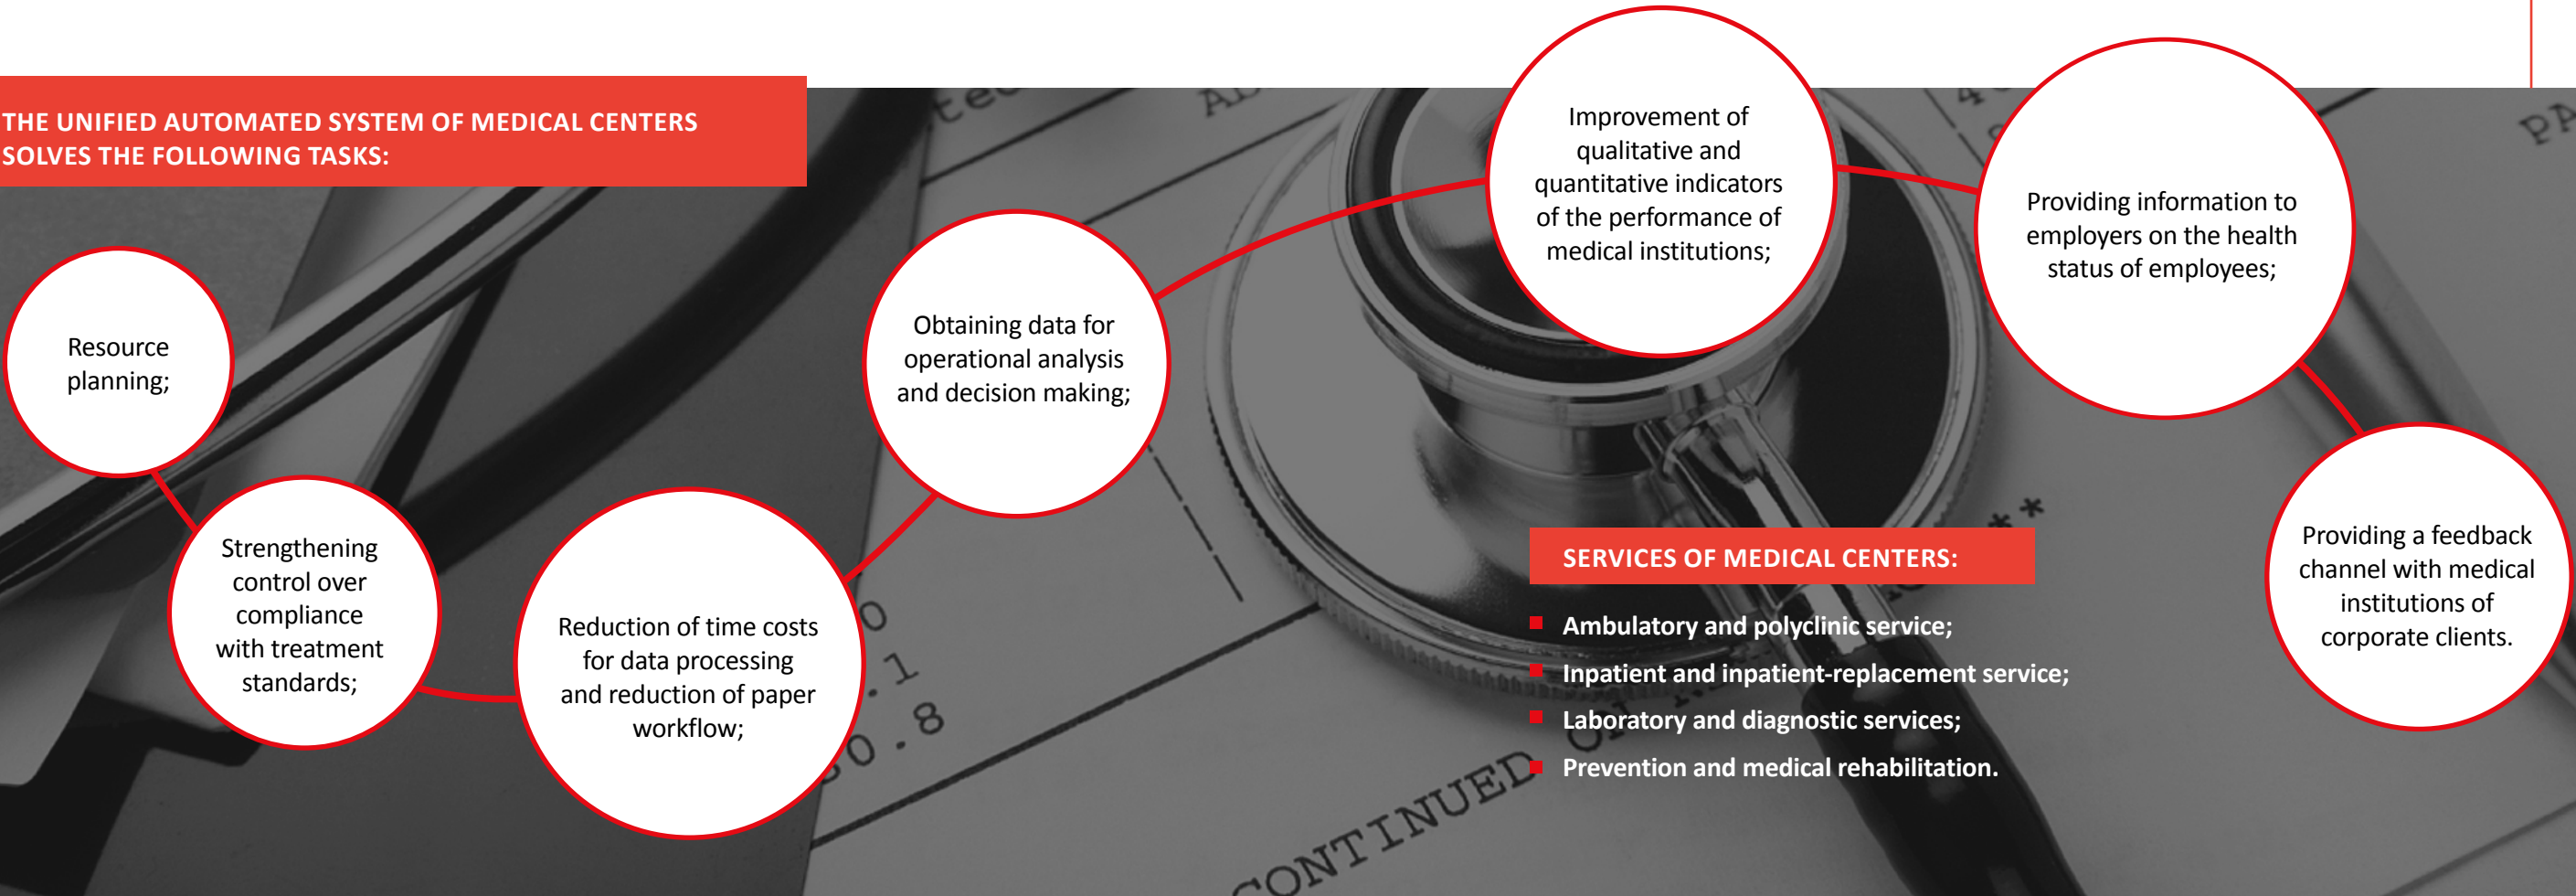 THE UNIFIED AUTOMATED SYSTEM OF MEDICAL CENTERS
SOLVES THE FOLLOWING TASKS:
Resource
planning;
Strengthening
control over
compliance
with treatment
standards;
Reduction of time costs
for data processing
and reduction of paper
workflow;
Obtaining data for
operational analysis
and decision making;
Improvement of
qualitative and
quantitative indicators
of the performance of
medical institutions;
Providing information to
employers on the health
status of employees;
Providing a feedback
channel with medical
institutions of
corporate clients.
SERVICES OF MEDICAL CENTERS:
Ambulatory and polyclinic service;
Inpatient and inpatient-replacement service;
Laboratory and diagnostic services;
Prevention and medical rehabilitation.
CONTINUED ON